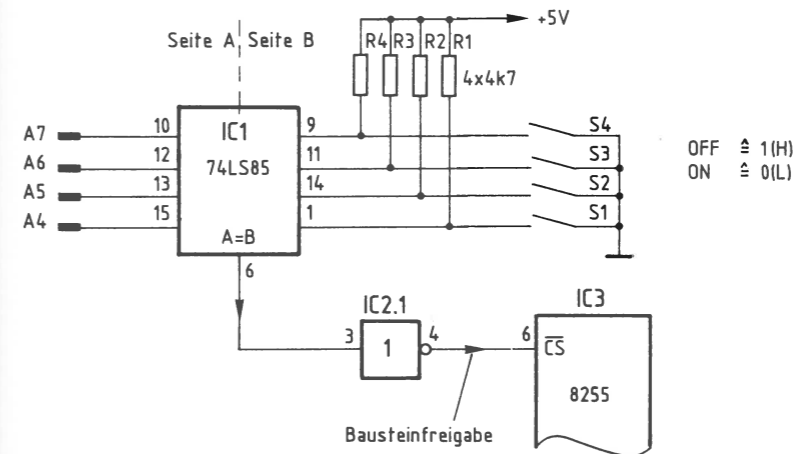 +5V
Seite A Seite B
R4 R3 R2 R1
4x4k7
A7 10 IC1 9 S4
A6 12 74LS85 11 S3
A5 13 14 S2
A4 15 1 S1
A=B
6
OFF ≙ 1(H)
ON ≙ 0(L)
IC2.1
IC3
3 1 4 6 CS̅
8255
Bausteinfreigabe